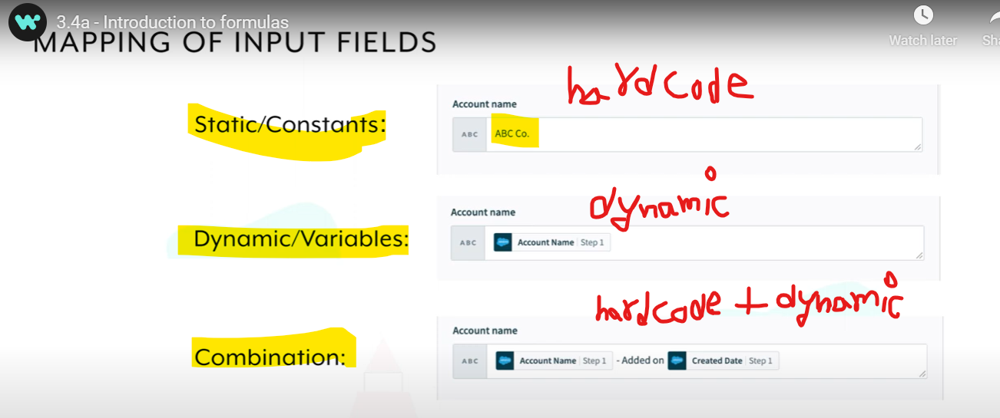 3.4a - Introduction to formulas
Watch later
Sha
MAPPING OF INPUT FIELDS
hardcode
Static/Constants:
Account name
ABC ABC Co.
dynamic
Dynamic/Variables:
Account name
ABC Account Name Step 1
hardcode + dynamic
Combination:
Account name
ABC Account Name Step 1 - Added on Created Date Step 1